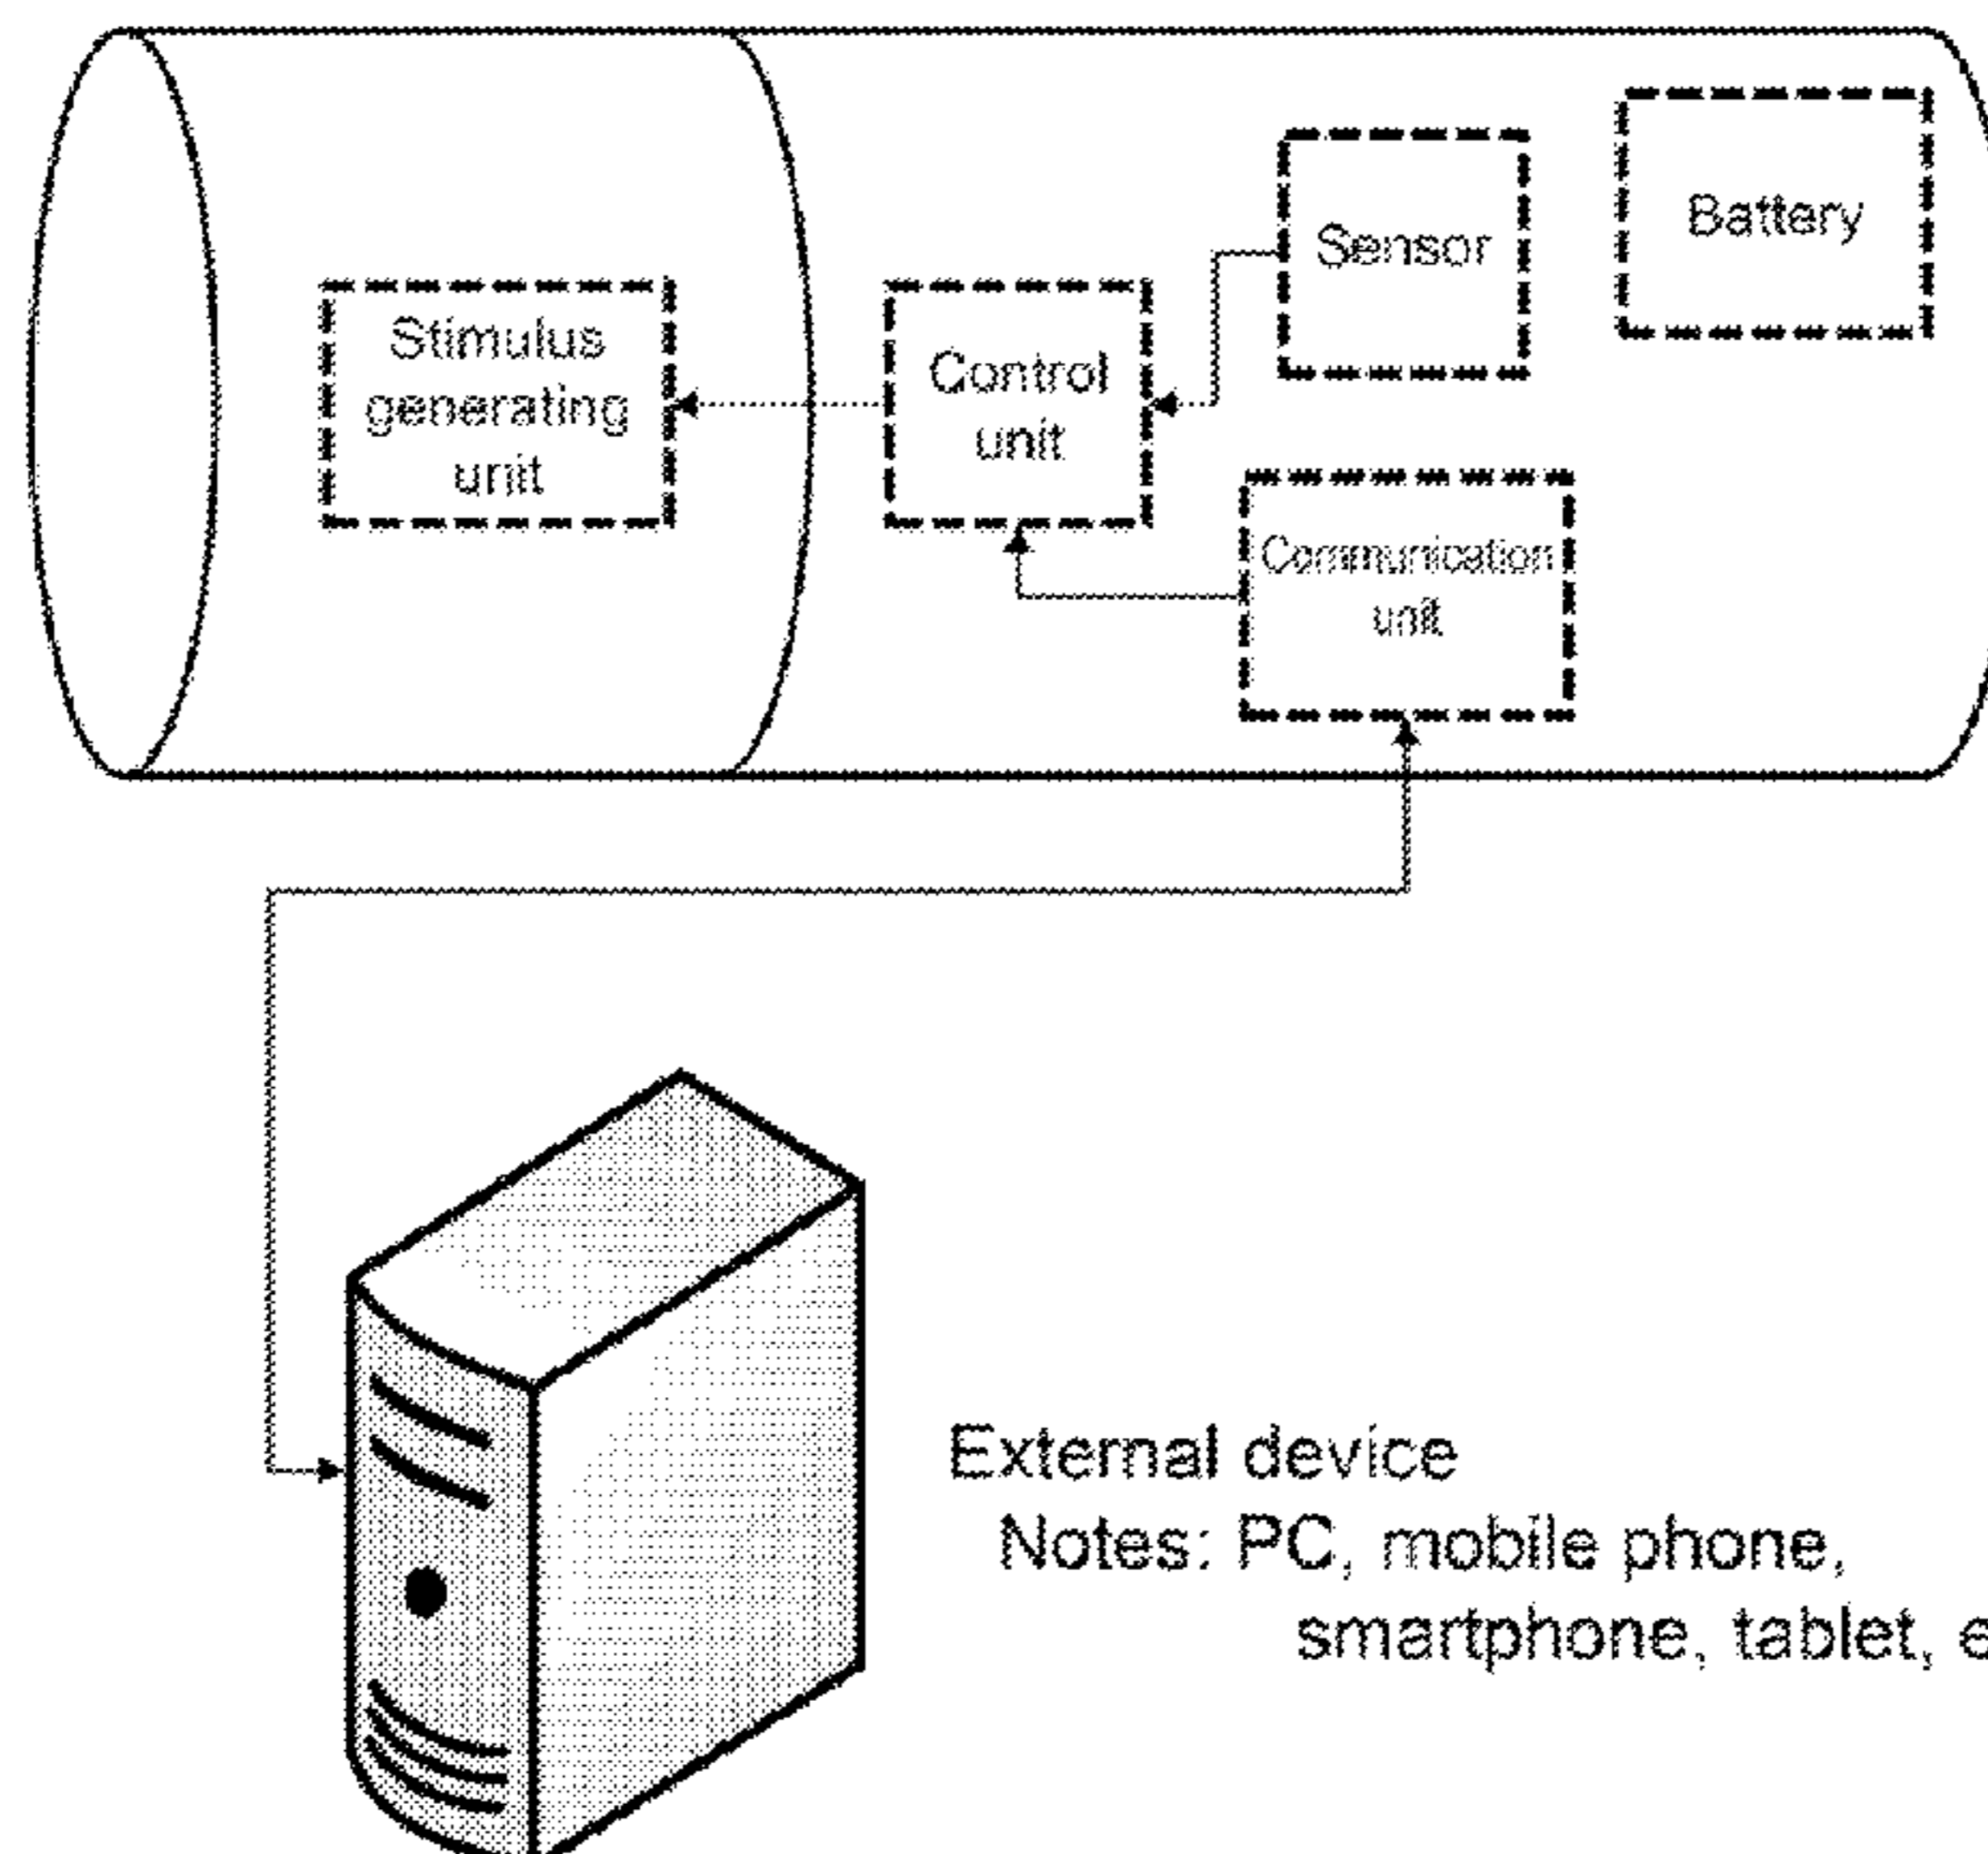 Battery
Sensor
Stimulus
generating
unit
Control
unit
Communication
unit
External device
Notes: PC, mobile phone,
smartphone, tablet,